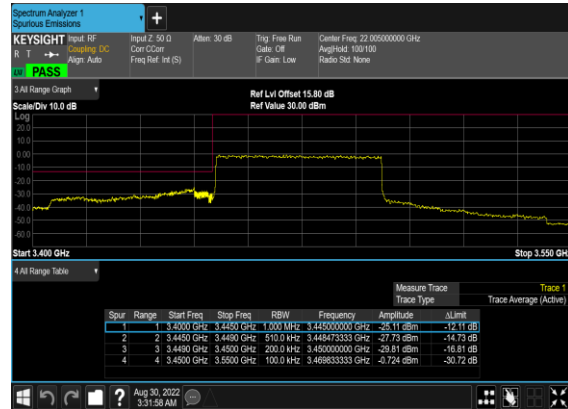 Spectrum Analyzer 1
Spurious Emissions
+
KEYSIGHT Input: RF
R T
Coupling: DC
Align: Auto
Input Z: 50 Ω
Corr CCorr
Freq Ref: Int (S)
Atten: 30 dB
Trig: Free Run
Gate: Off
IF Gain: Low
Center Freq: 22.005000000 GHz
Avg|Hold: 100/100
Radio Std: None
LW PASS
3 All Range Graph
Scale/Div 10.0 dB
Ref Lvl Offset 15.80 dB
Ref Value 30.00 dBm
Log
20.0
10.0
0.00
-10.0
-20.0
-30.0
-40.0
-50.0
-60.0
Start 3.400 GHz
Stop 3.550 GHz
4 All Range Table
Measure Trace Trace 1
Trace Type Trace Average (Active)
Spur Range Start Freq Stop Freq RBW Frequency Amplitude ΔLimit
1 1 3.4000 GHz 3.4450 GHz 1.000 MHz 3.445000000 GHz -25.11 dBm -12.11 dB
2 2 3.4450 GHz 3.4490 GHz 510.0 kHz 3.448473333 GHz -27.73 dBm -14.73 dB
3 3 3.4490 GHz 3.4500 GHz 200.0 kHz 3.450000000 GHz -29.81 dBm -16.81 dB
4 4 3.4500 GHz 3.5500 GHz 100.0 kHz 3.469833333 GHz -0.724 dBm -30.72 dB
?
Aug 30, 2022
3:31:58 AM